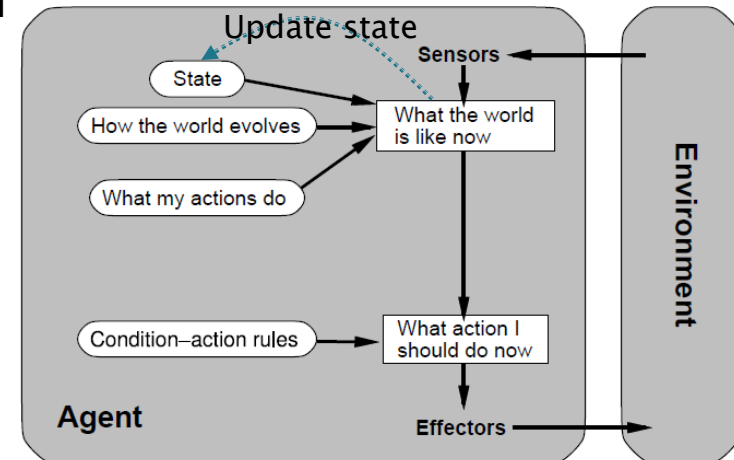 Update state
Sensors
State
What the world
is like now
How the world evolves
What my actions do
Environment
Condition–action rules
What action I
should do now
Agent
Effectors